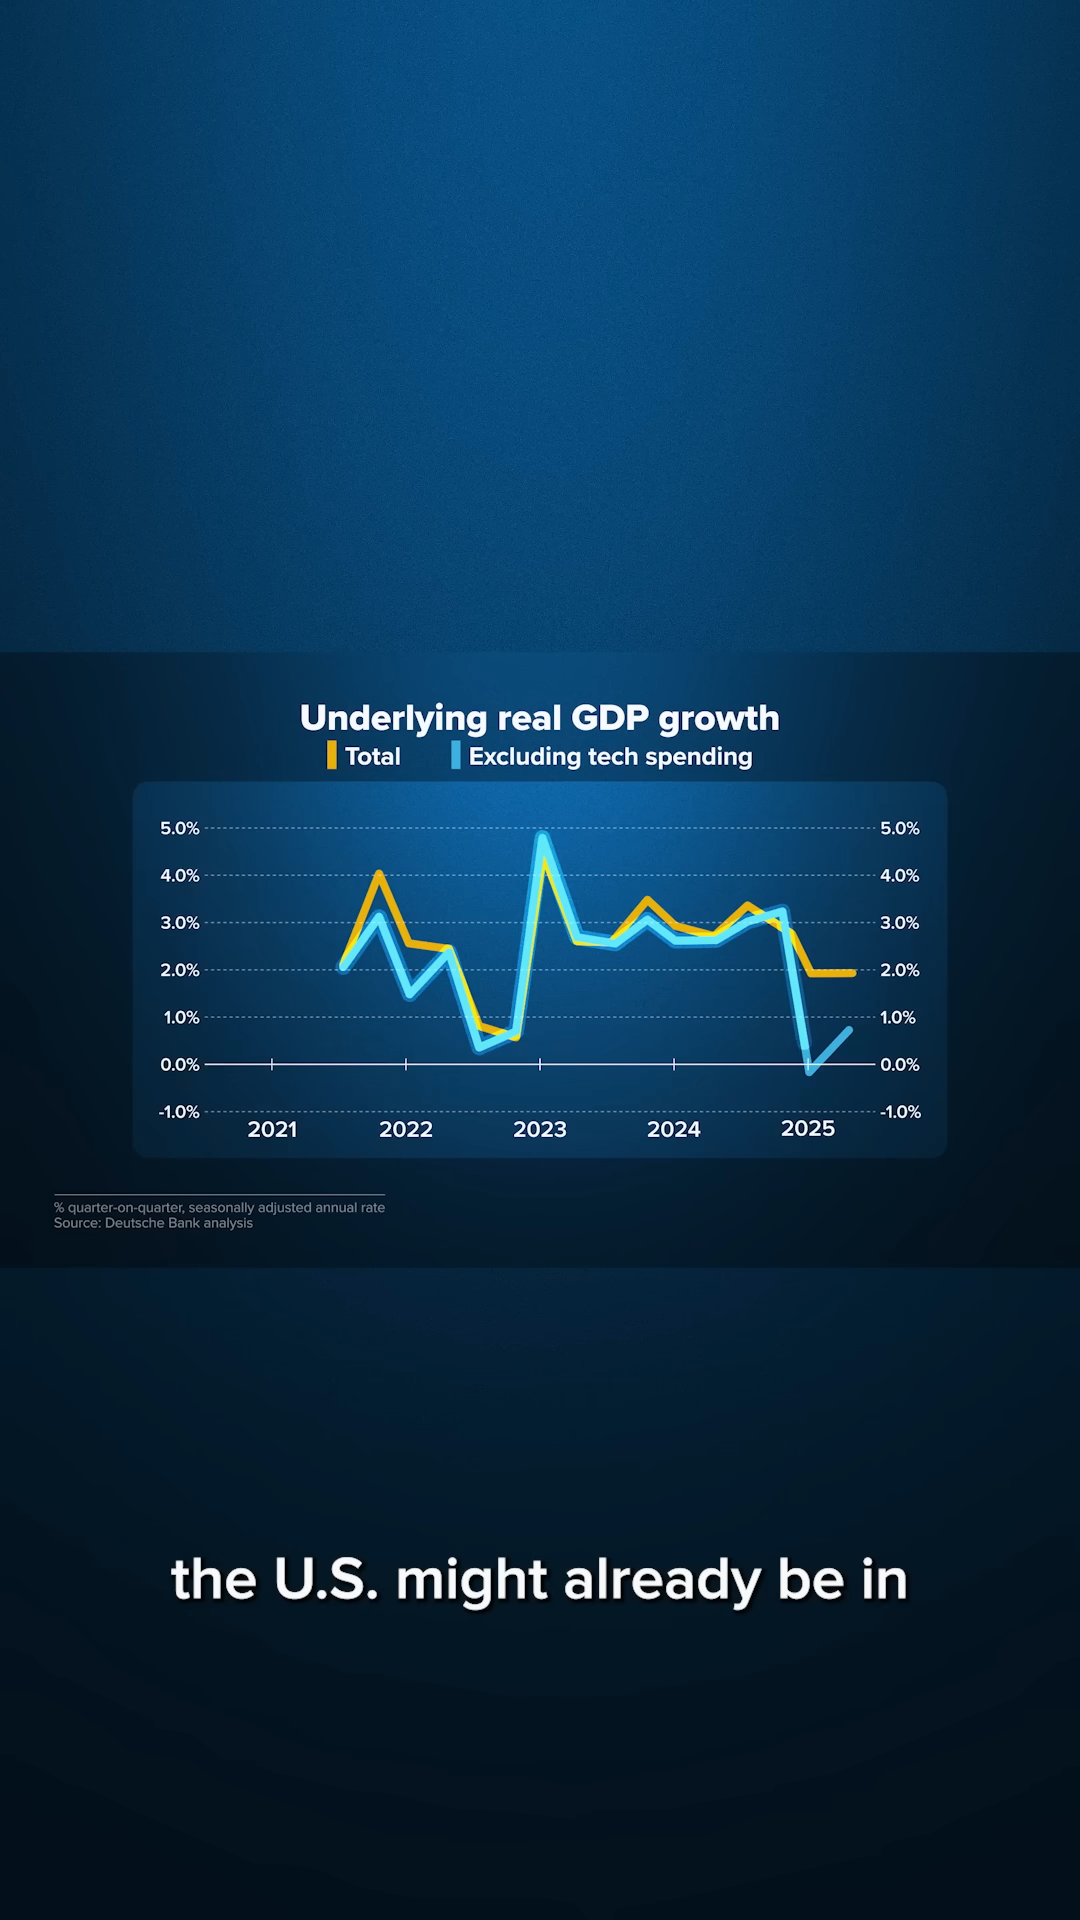 Underlying real GDP growth
Total Excluding tech spending
5.0% 5.0%
4.0% 4.0%
3.0% 3.0%
2.0% 2.0%
1.0% 1.0%
0.0% 0.0%
-1.0% -1.0%
2021 2022 2023 2024 2025
% quarter-on-quarter, seasonally adjusted annual rate
Source: Deutsche Bank analysis
the U.S. might already be in